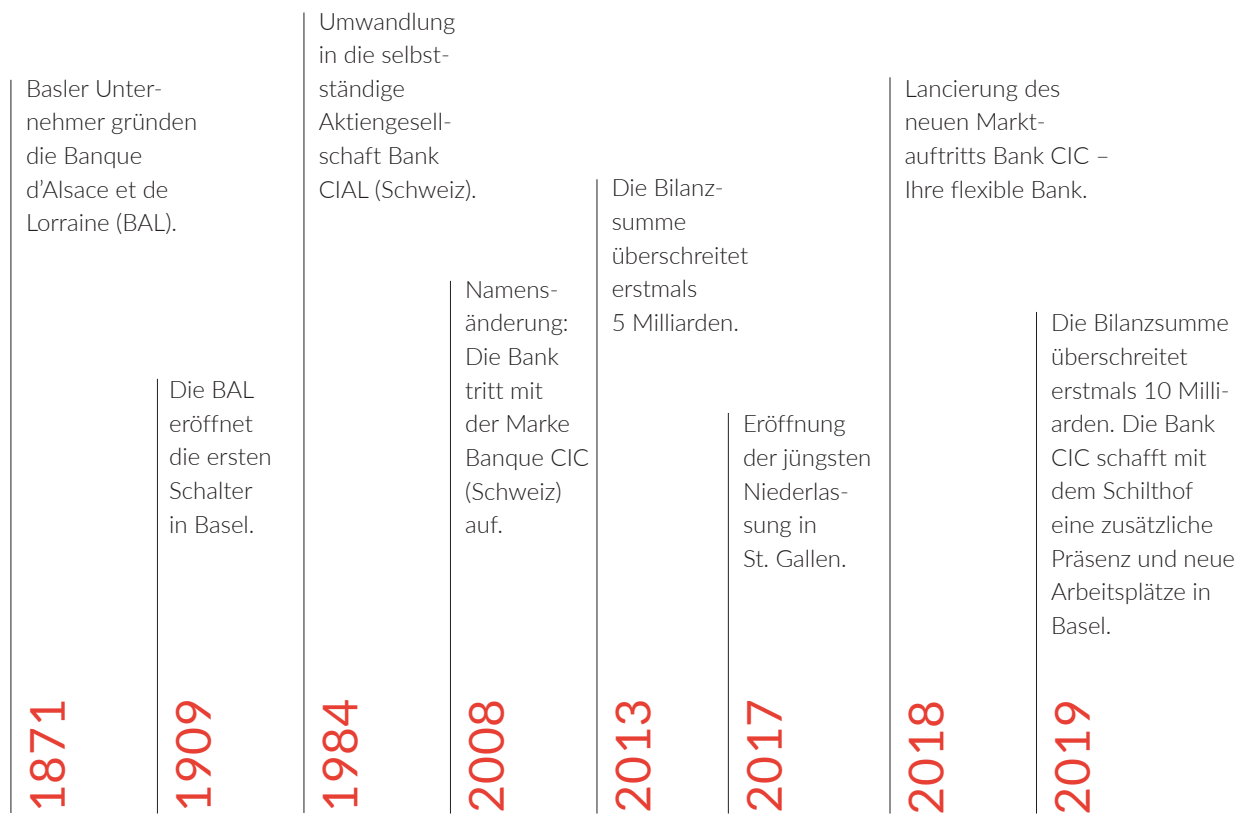 1871
Basler Unter-
nehmer gründen
die Banque
d'Alsace et de
Lorraine (BAL).
1909
Die BAL
eröffnet
die ersten
Schalter
in Basel.
1984
Umwandlung
in die selbst-
ständige
Aktiengesell-
schaft Bank
CIAL (Schweiz).
2008
Namens-
änderung:
Die Bank
tritt mit
der Marke
Banque CIC
(Schweiz)
auf.
2013
Die Bilanz-
summe
überschreitet
erstmals
5 Milliarden.
2017
Eröffnung
der jüngsten
Niederlas-
sung in
St. Gallen.
2018
Lancierung des
neuen Markt-
auftritts Bank CIC –
Ihre flexible Bank.
2019
Die Bilanzsumme
überschreitet
erstmals 10 Milli-
arden. Die Bank
CIC schafft mit
dem Schilthof
eine zusätzliche
Präsenz und neue
Arbeitsplätze in
Basel.